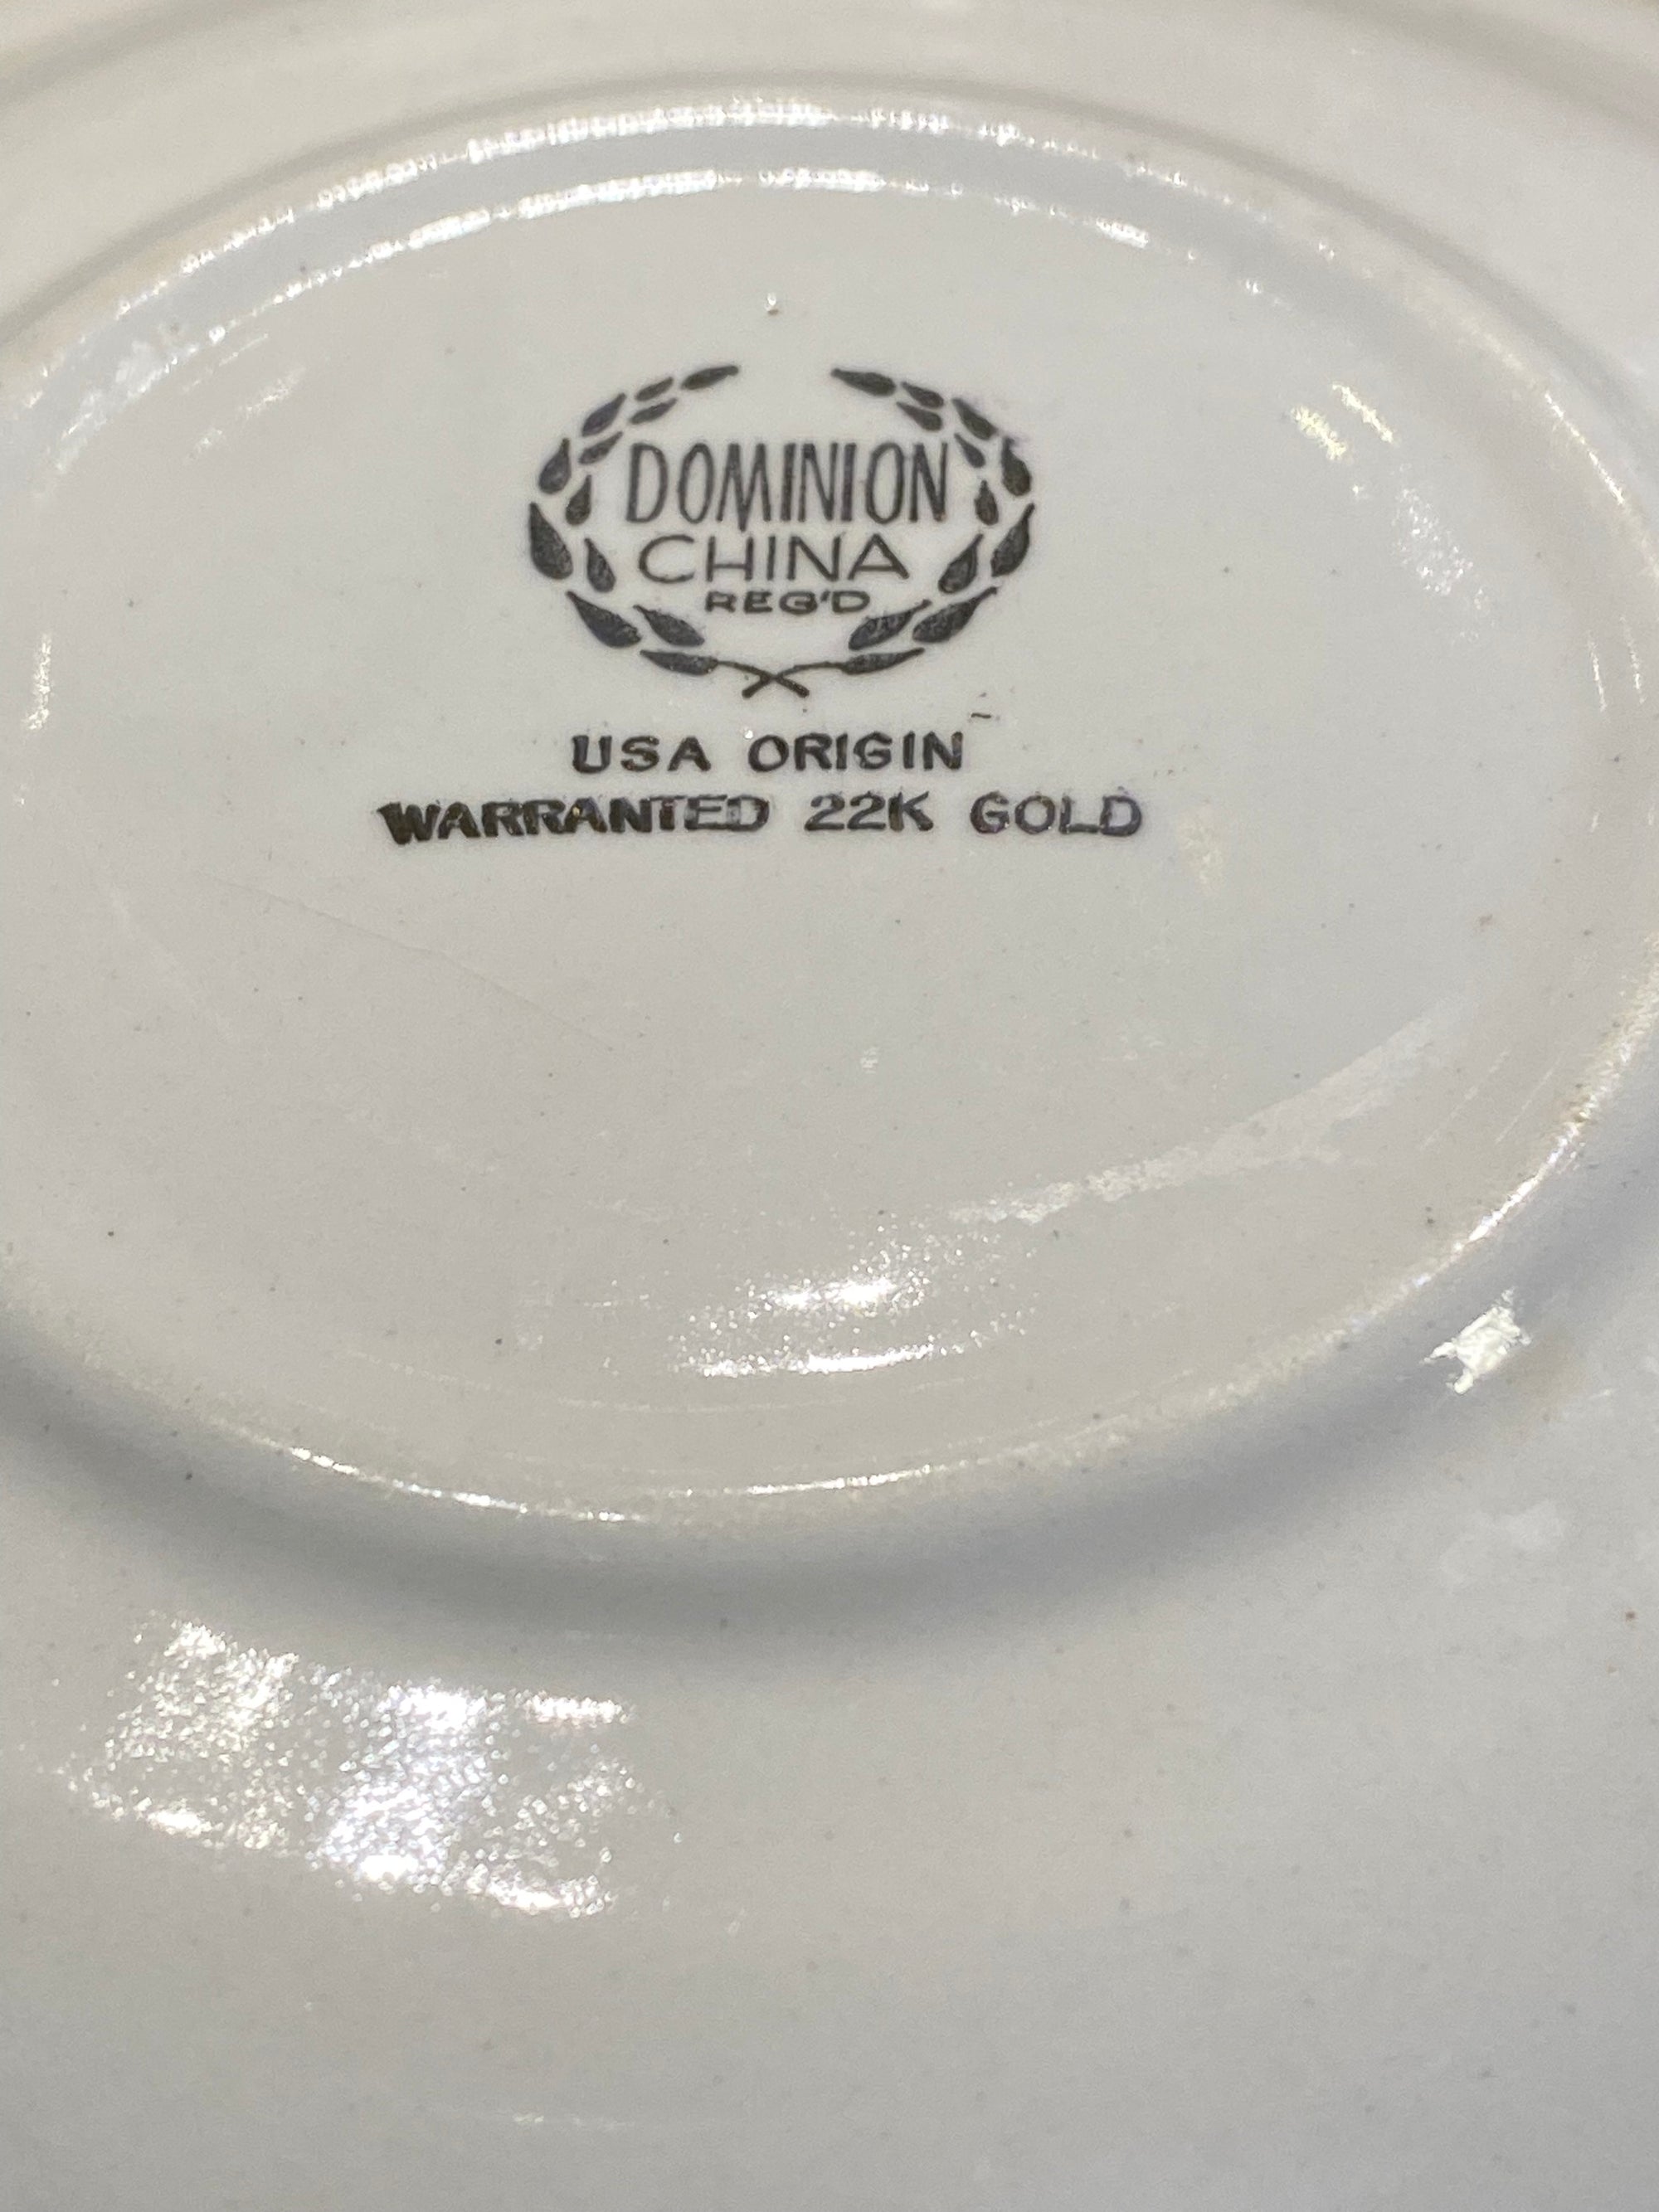 DOMINION
CHINA
REG'D
USA ORIGIN
WARRANTED 22K GOLD